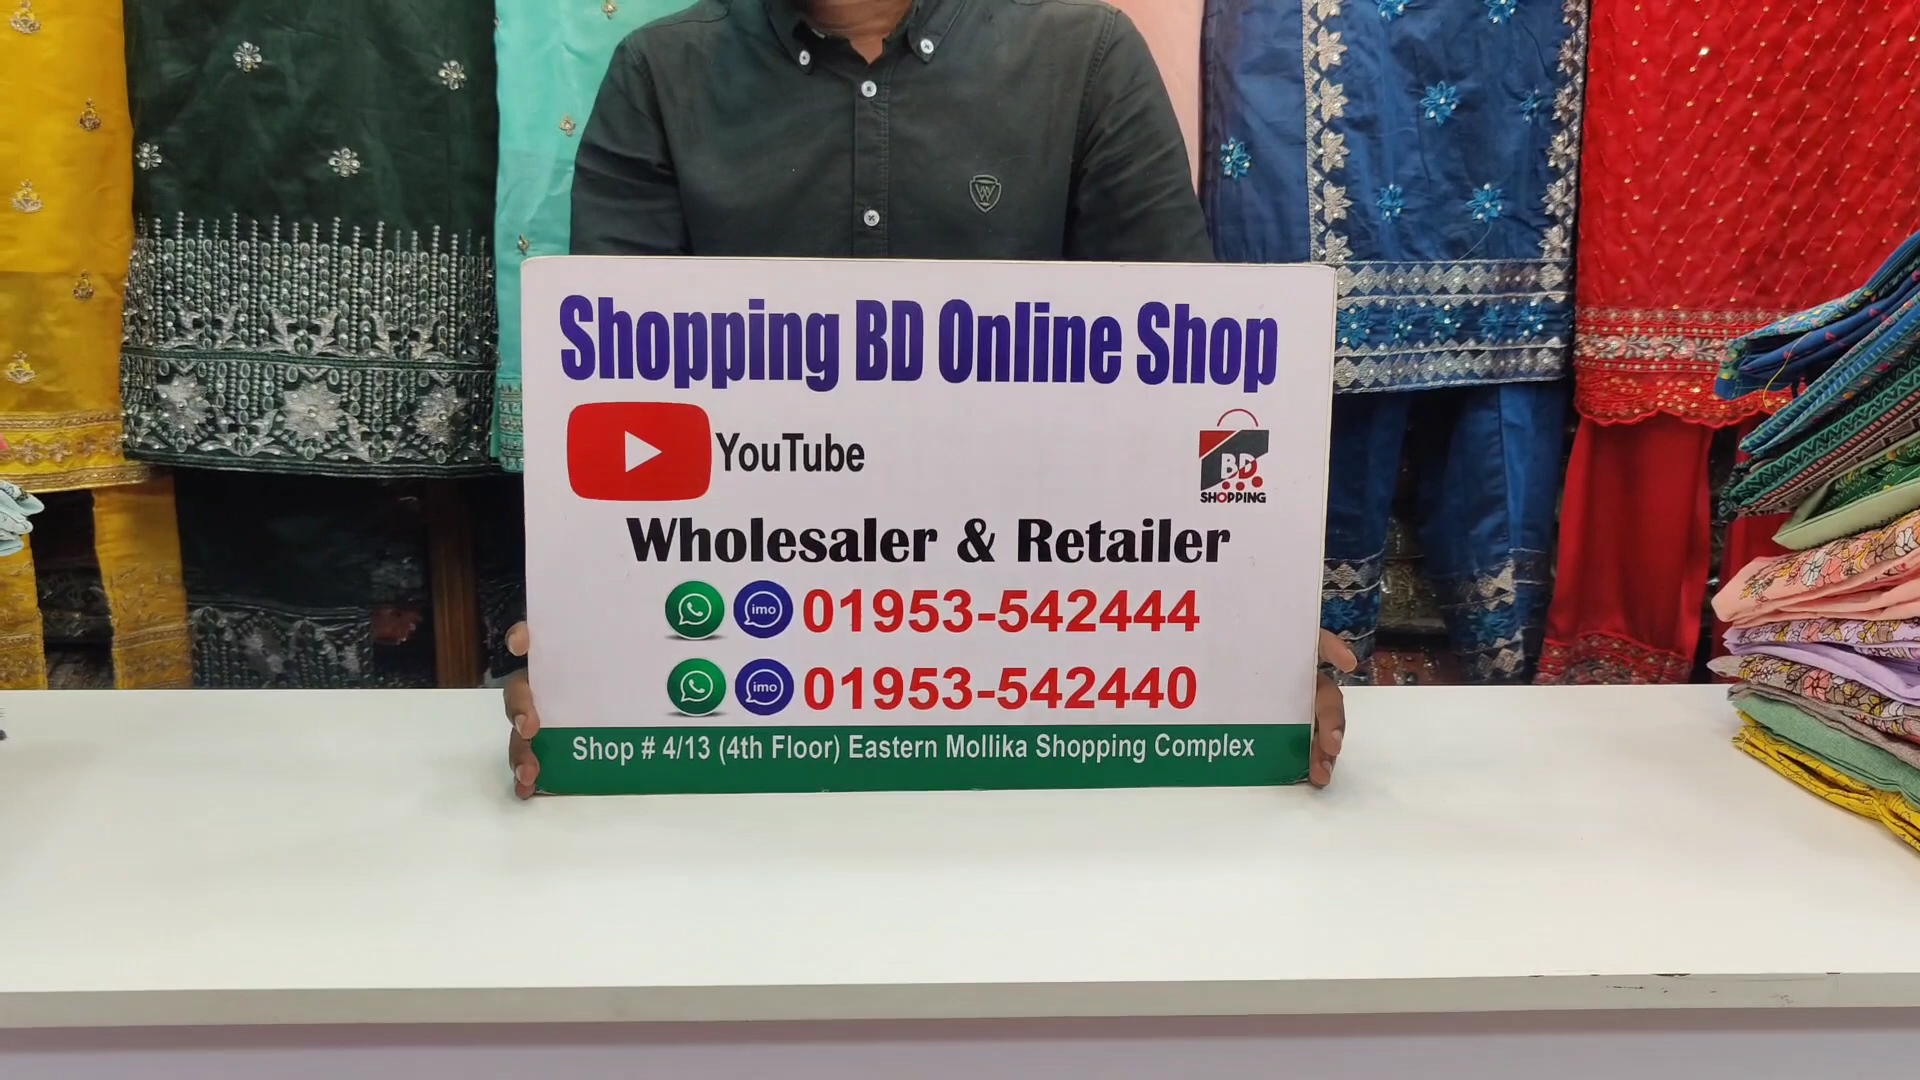 Shopping BD Online Shop
YouTube
BD
SHOPPING
Wholesaler & Retailer
imo 01953-542444
imo 01953-542440
Shop # 4/13 (4th Floor) Eastern Mollika Shopping Complex